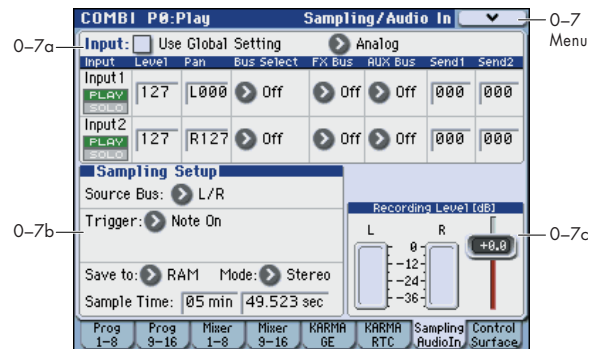 COMBI P0:Play Sampling/Audio In
0–7
Menu
0–7a
Input: Use Global Setting Analog
Input Level Pan Bus Select FX Bus AUX Bus Send1 Send2
Input1
PLAY 127 L000 Off Off Off 000 000
SOLO
Input2
PLAY 127 R127 Off Off Off 000 000
SOLO
Sampling Setup
Source Bus: L/R
Trigger: Note On
0–7b
Save to: RAM Mode: Stereo
Sample Time: 05 min 49.523 sec
Recording Level [dB]
L R
0
-12
-24
-36
+0.0
0–7c
Prog 1-8
Prog 9-16
Mixer 1-8
Mixer 9-16
KARMA GE
KARMA RTC
Sampling AudioIn
Control Surface